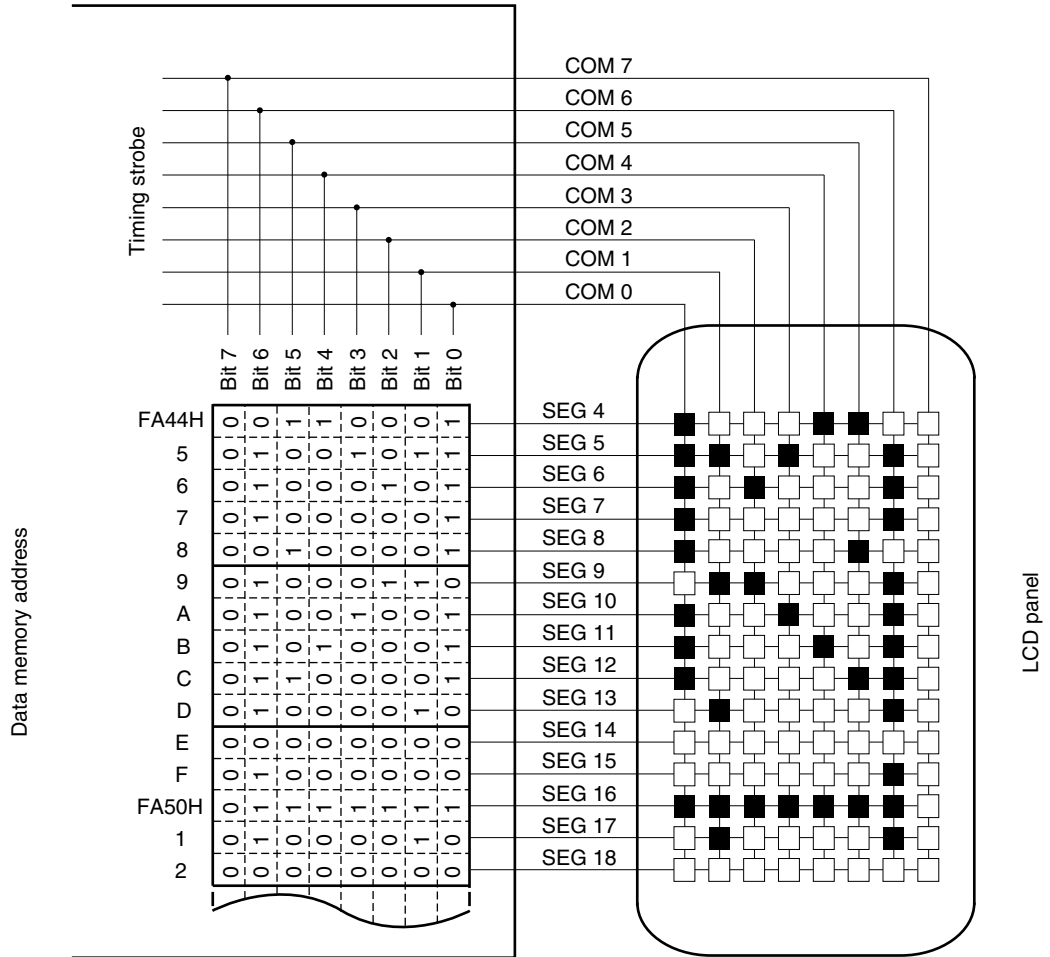 COM 7
COM 6
COM 5
COM 4
COM 3
COM 2
COM 1
COM 0
Timing strobe
Bit 7 Bit 6 Bit 5 Bit 4 Bit 3 Bit 2 Bit 1 Bit 0
FA44H 0 0 1 1 0 0 0 1 SEG 4
5 0 1 0 0 1 0 1 1 SEG 5
6 0 1 0 0 0 1 0 1 SEG 6
7 0 1 0 0 0 0 0 1 SEG 7
8 0 0 1 0 0 0 0 1 SEG 8
9 0 1 0 0 0 1 1 0 SEG 9
A 0 1 0 0 1 0 0 1 SEG 10
B 0 1 0 1 0 0 0 1 SEG 11
C 0 1 1 0 0 0 0 1 SEG 12
D 0 1 0 0 0 0 1 0 SEG 13
E 0 0 0 0 0 0 0 0 SEG 14
F 0 1 0 0 0 0 0 0 SEG 15
FA50H 0 1 1 1 1 1 1 1 SEG 16
1 0 1 0 0 0 0 1 0 SEG 17
2 0 0 0 0 0 0 0 0 SEG 18
Data memory address
LCD panel